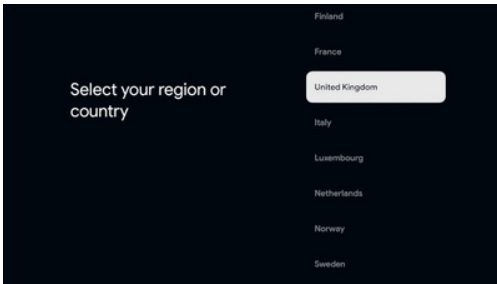 Select your region or
country
Finland
France
United Kingdom
Italy
Luxembourg
Netherlands
Norway
Sweden